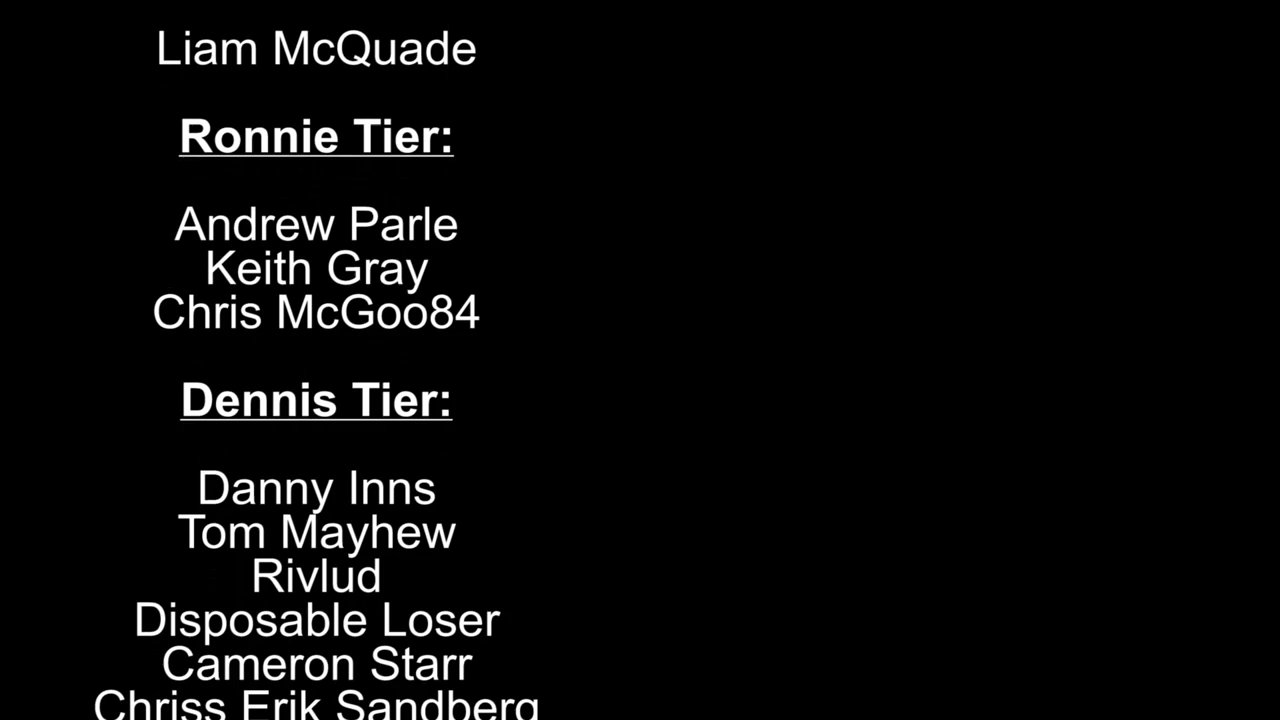 Liam McQuade
Ronnie Tier:
Andrew Parle
Keith Gray
Chris McGoo84
Dennis Tier:
Danny Inns
Tom Mayhew
Rivlud
Disposable Loser
Cameron Starr
Chriss Erik Sandberg